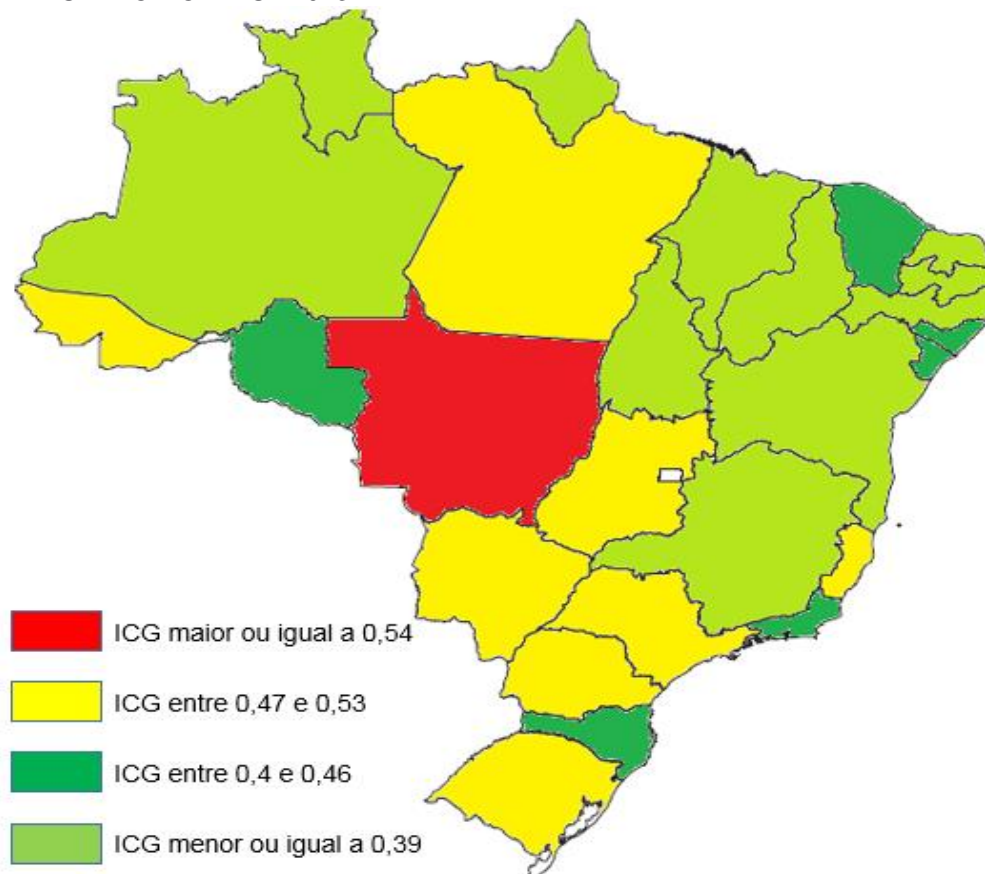 ICG maior ou igual a 0,54
ICG entre 0,47 e 0,53
ICG entre 0,4 e 0,46
ICG menor ou igual a 0,39